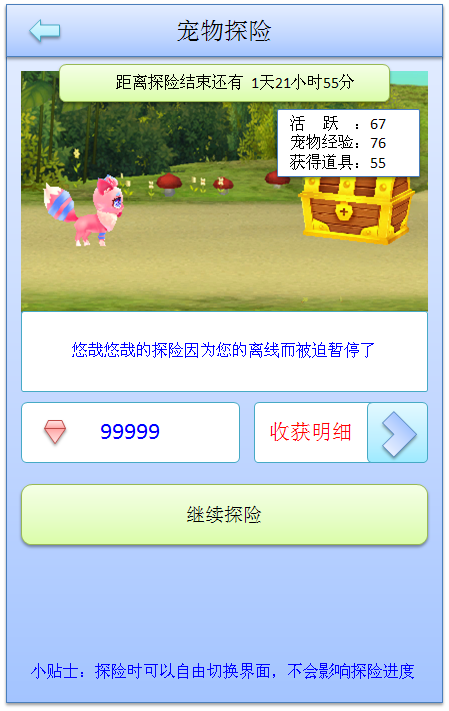 宠物探险
距离探险结束还有 1天21小时55分
活 跃 ：67
宠物经验：76
获得道具：55
悠哉悠哉的探险因为您的离线而被迫暂停了
99999
收获明细
继续探险
小贴士：探险时可以自由切换界面，不会影响探险进度